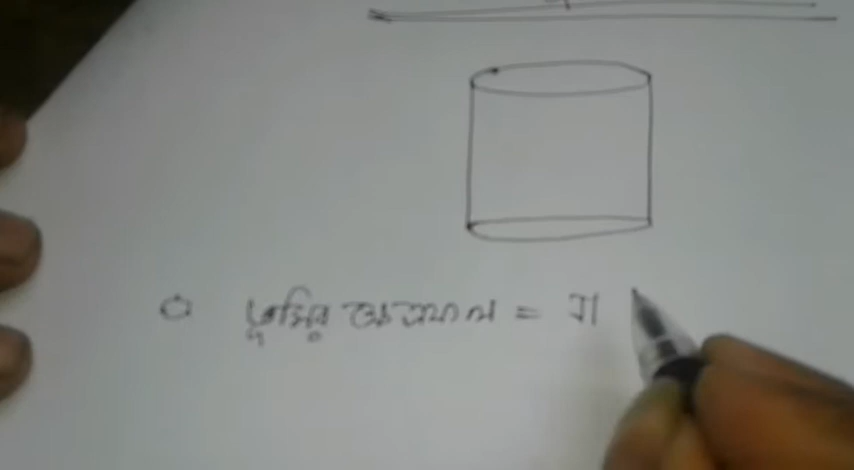 ○ ভূমির ক্ষেত্রফল = π